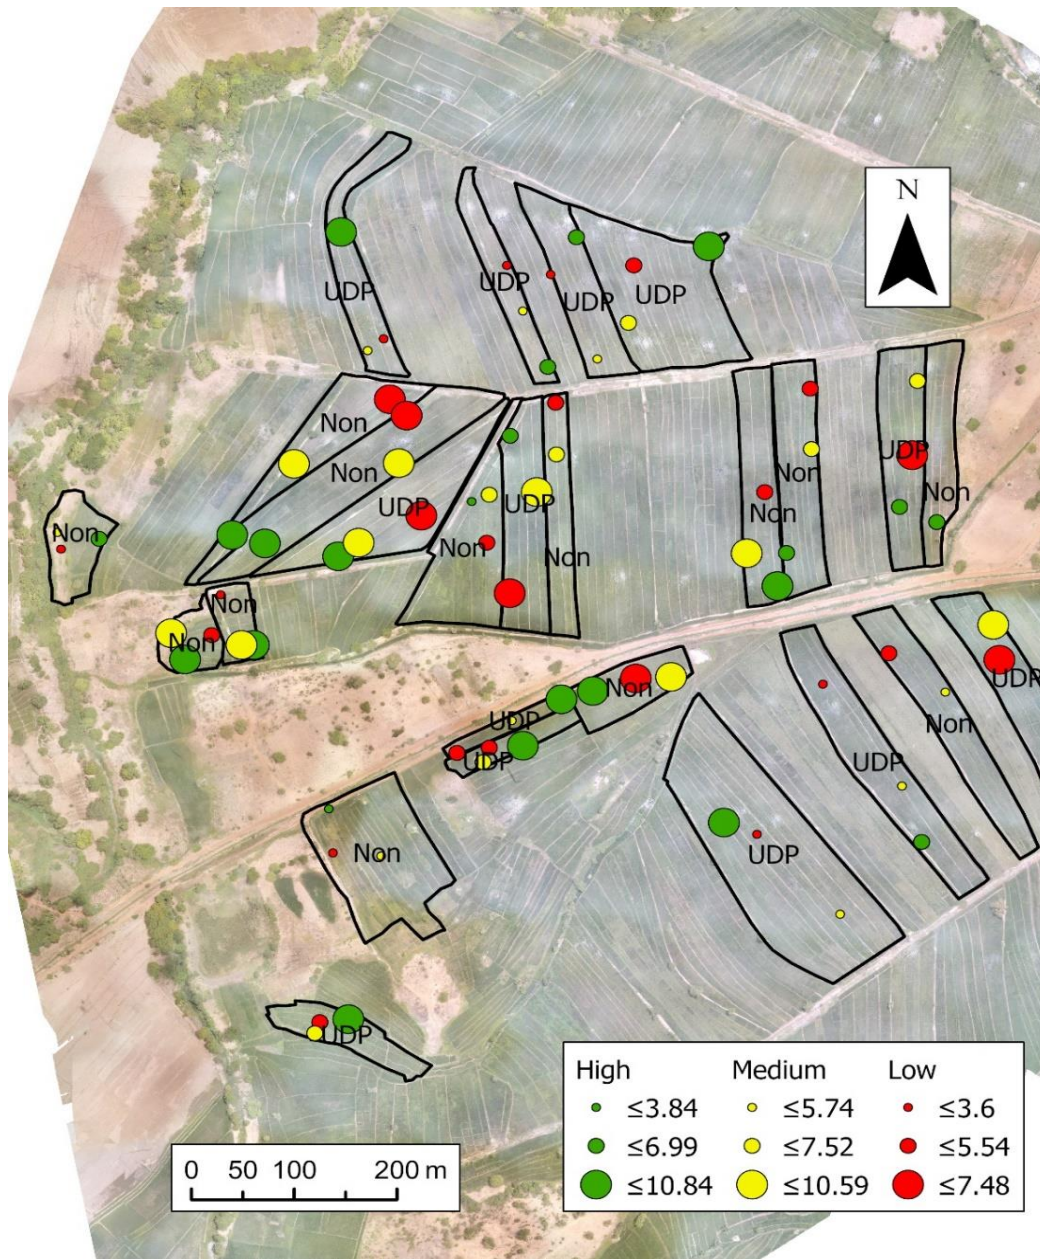 N
UDP
UDP
UDP
UDP
Non
Non
UDP
UDP
Non
Non
Non
Non
UDP
Non
Non
Non
Non
Non
UDP
UDP
UDP
Non
UDP
Non
UDP
UDP
UDP
High Medium Low
≤3.84 ≤5.74 ≤3.6
≤6.99 ≤7.52 ≤5.54
≤10.84 ≤10.59 ≤7.48
0 50 100 200 m